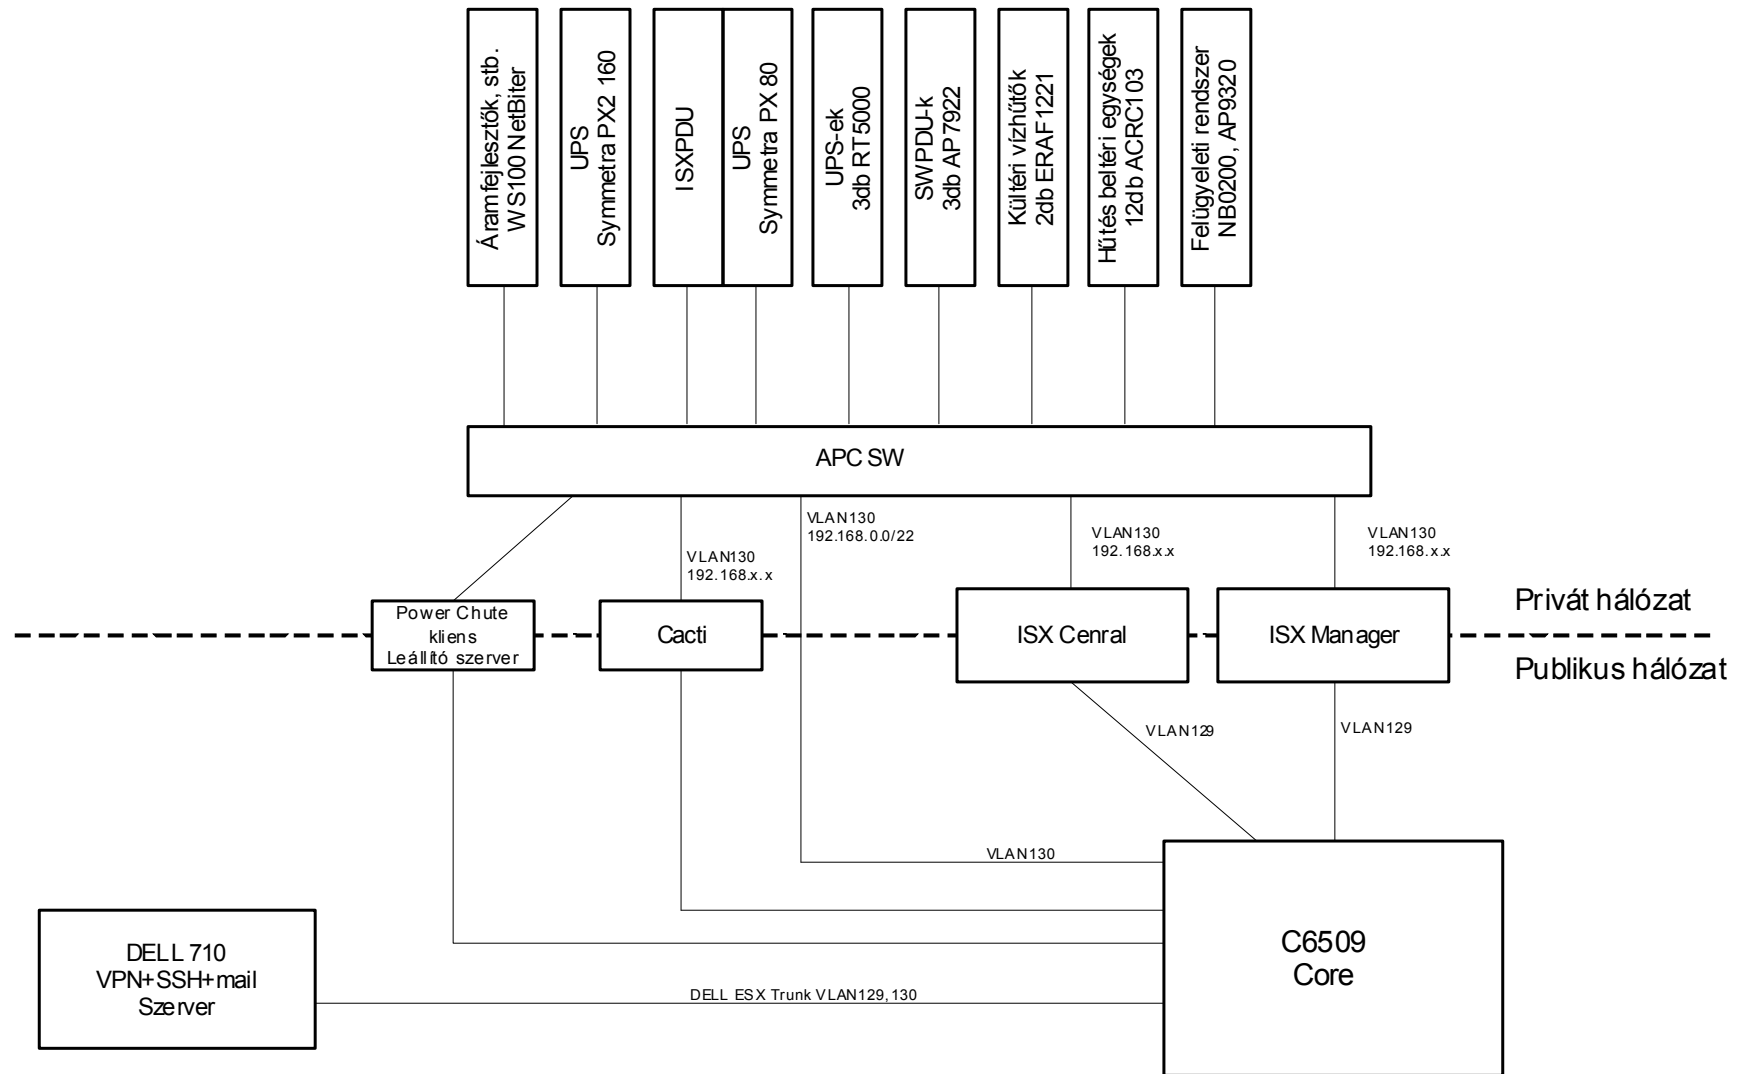 Áramfejlesztők, stb.
WS100 NetBiter
UPS
Symmetra PX2 160
ISXPDU
UPS
Symmetra PX 80
UPS-ek
3db RT5000
SWPDU-k
3db AP7922
Kültéri vízhűtők
2db ERAF1221
Hűtés beltéri egységek
12db ACRC103
Felügyeleti rendszer
NB0200, AP9320
APC SW
VLAN130
192.168.0.0/22
VLAN130
192.168.x.x
VLAN130
192.168.x.x
VLAN130
192.168.x.x
Power Chute
kliens
Leállító szerver
Cacti
ISX Cenral
ISX Manager
Privát hálózat
Publikus hálózat
VLAN129
VLAN129
VLAN130
DELL 710
VPN+SSH+mail
Szerver
DELL ESX Trunk VLAN129,130
C6509
Core